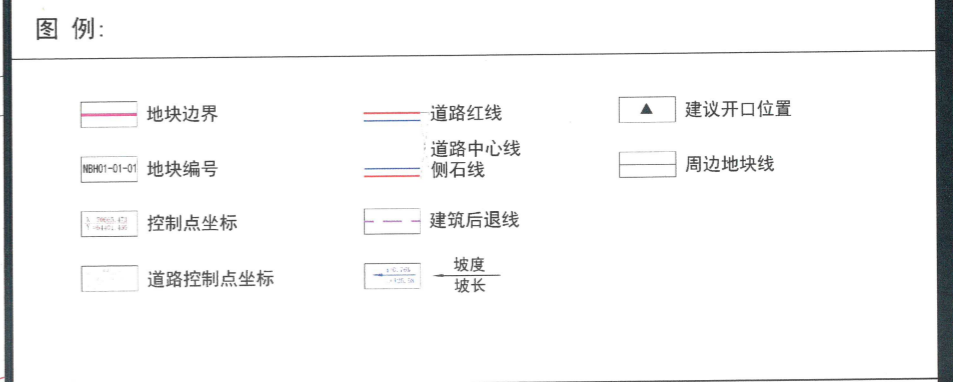 图 例:
地块边界
NBH01-01-01
地块编号
控制点坐标
道路控制点坐标
道路红线
道路中心线
侧石线
建筑后退线
坡度
坡长
建议开口位置
周边地块线